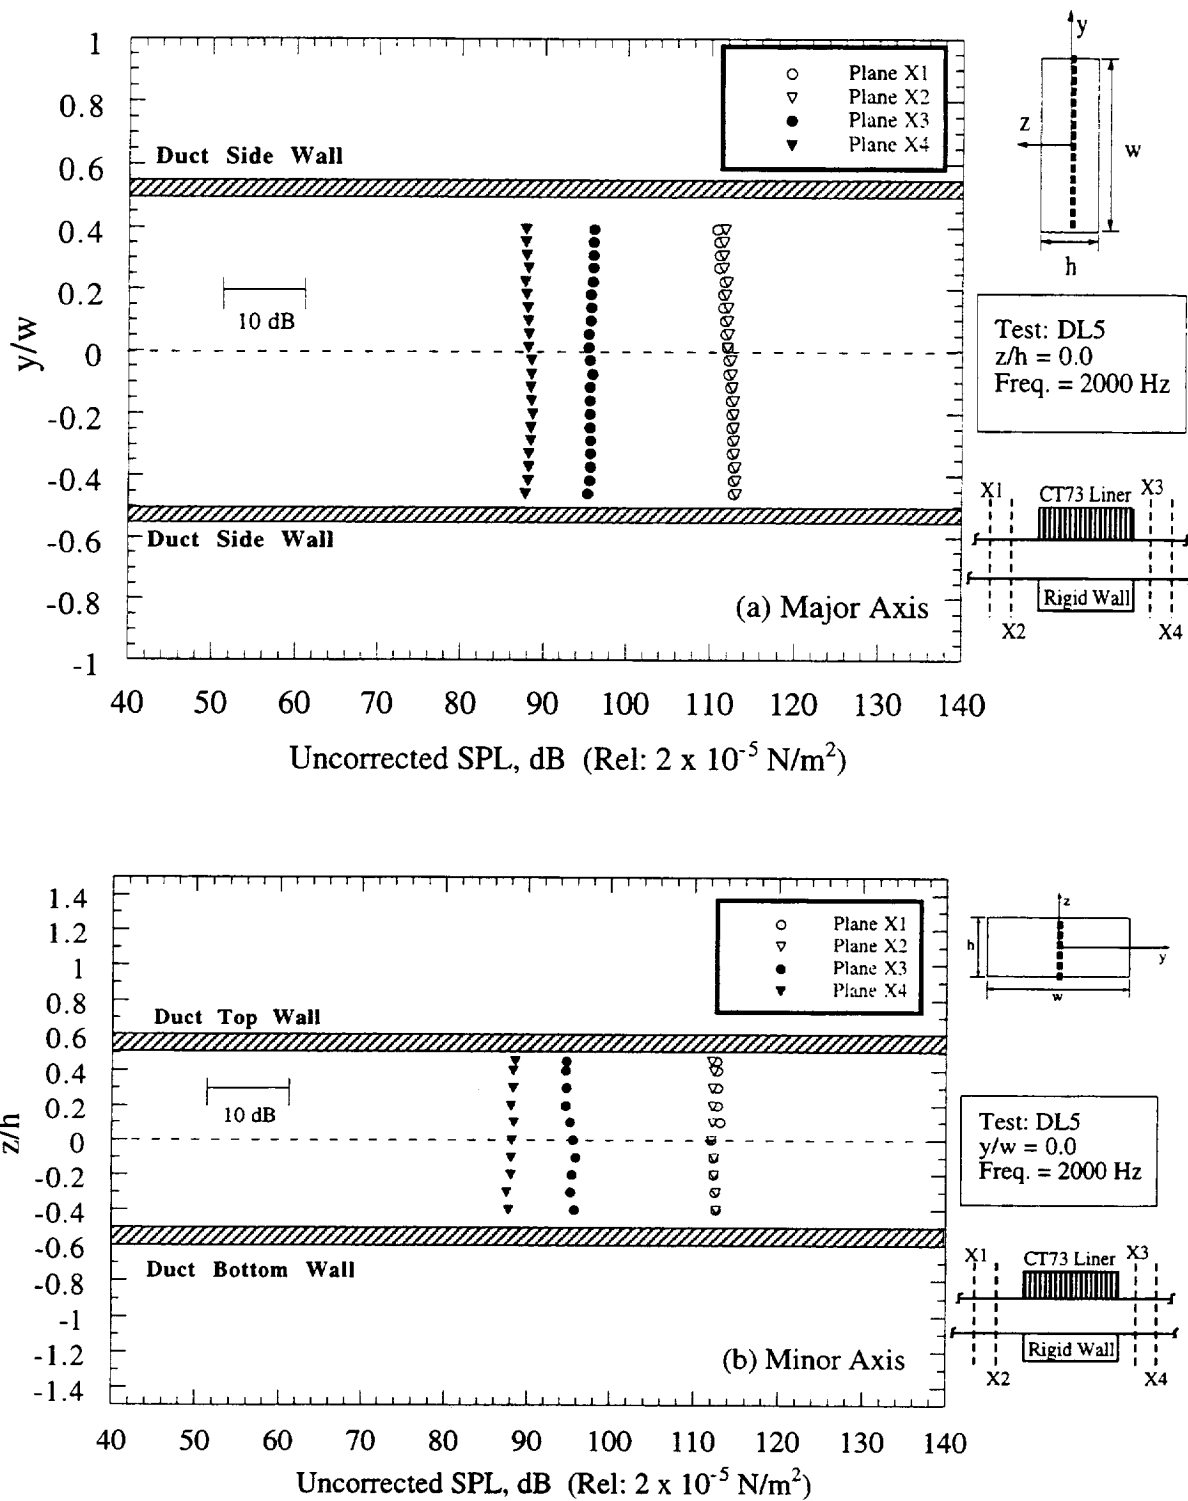 1
0.8
0.6
0.4
0.2
0
-0.2
-0.4
-0.6
-0.8
-1
y/w
Plane X1
Plane X2
Plane X3
Plane X4
Duct Side Wall
10 dB
Duct Side Wall
(a) Major Axis
40 50 60 70 80 90 100 110 120 130 140
Uncorrected SPL, dB (Rel: 2 x 10⁻⁵ N/m²)
y
z
w
h
Test: DL5
z/h = 0.0
Freq. = 2000 Hz
X1 CT73 Liner X3
Rigid Wall
X2 X4
1.4
1.2
1
0.8
0.6
0.4
0.2
0
-0.2
-0.4
-0.6
-0.8
-1
-1.2
-1.4
z/h
Plane X1
Plane X2
Plane X3
Plane X4
Duct Top Wall
10 dB
Duct Bottom Wall
(b) Minor Axis
40 50 60 70 80 90 100 110 120 130 140
Uncorrected SPL, dB (Rel: 2 x 10⁻⁵ N/m²)
z
h
y
w
Test: DL5
y/w = 0.0
Freq. = 2000 Hz
X1 CT73 Liner X3
Rigid Wall
X2 X4